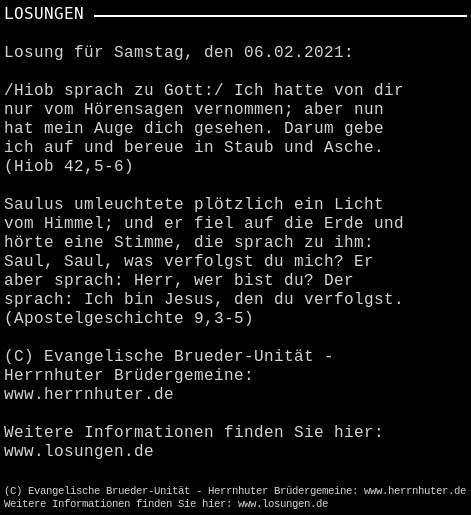 LOSUNGEN
Losung für Samstag, den 06.02.2021:
/Hiob sprach zu Gott:/ Ich hatte von dir
nur vom Hörensagen vernommen; aber nun
hat mein Auge dich gesehen. Darum gebe
ich auf und bereue in Staub und Asche.
(Hiob 42,5-6)
Saulus umleuchtete plötzlich ein Licht
vom Himmel; und er fiel auf die Erde und
hörte eine Stimme, die sprach zu ihm:
Saul, Saul, was verfolgst du mich? Er
aber sprach: Herr, wer bist du? Der
sprach: Ich bin Jesus, den du verfolgst.
(Apostelgeschichte 9,3-5)
(C) Evangelische Brueder-Unität -
Herrnhuter Brüdergemeine:
www.herrnhuter.de
Weitere Informationen finden Sie hier:
www.losungen.de
(C) Evangelische Brueder-Unität - Herrnhuter Brüdergemeine: www.herrnhuter.de
Weitere Informationen finden Sie hier: www.losungen.de